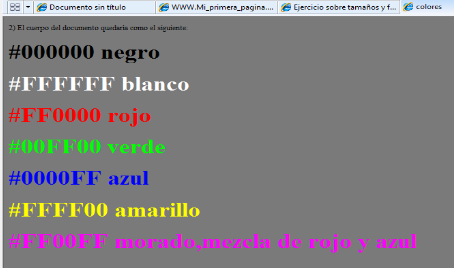 Documento sin título
WWW.Mi_primera_pagina....
Ejercicio sobre tamaños y f...
colores
2) El cuerpo del documento quedaría como el siguiente.
#000000 negro
#FFFFFF blanco
#FF0000 rojo
#00FF00 verde
#0000FF azul
#FFFF00 amarillo
#FF00FF morado,mezcla de rojo y azul